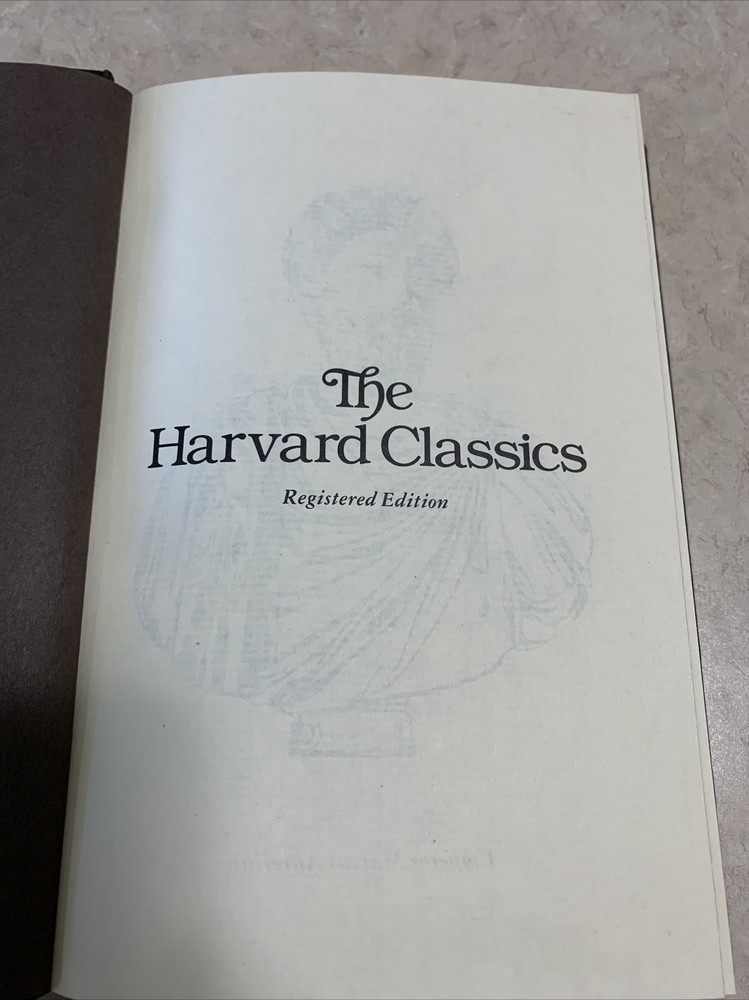 The
Harvard Classics
Registered Edition